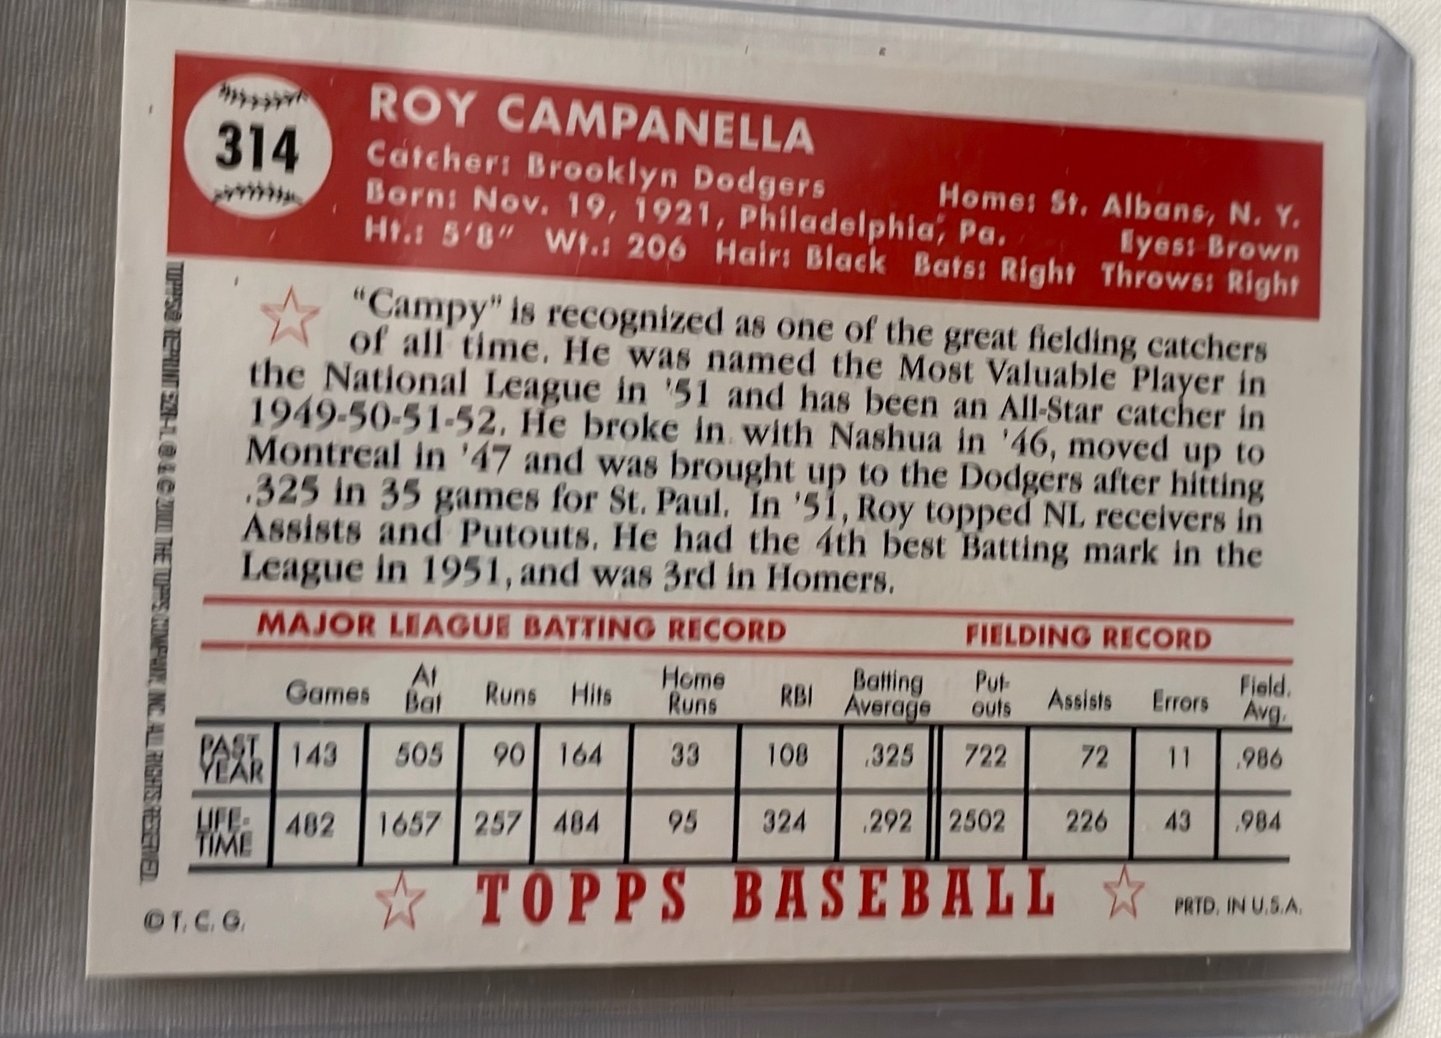 314
ROY CAMPANELLA
Catcher: Brooklyn Dodgers Home: St. Albans, N. Y.
Born: Nov. 19, 1921, Philadelphia, Pa. Eyes: Brown
Ht.: 5'8" Wt.: 206 Hair: Black Bats: Right Throws: Right
"Campy" is recognized as one of the great fielding catchers
of all time. He was named the Most Valuable Player in
the National League in '51 and has been an All-Star catcher in
1949-50-51-52. He broke in with Nashua in '46, moved up to
Montreal in '47 and was brought up to the Dodgers after hitting
.325 in 35 games for St. Paul. In '51, Roy topped NL receivers in
Assists and Putouts. He had the 4th best Batting mark in the
League in 1951, and was 3rd in Homers.
MAJOR LEAGUE BATTING RECORD FIELDING RECORD
Games At Bat Runs Hits Home Runs RBI Batting Average Put-outs Assists Errors Field. Avg.
PAST YEAR 143 505 90 164 33 108 .325 722 72 11 .986
LIFE-TIME 482 1657 257 484 95 324 .292 2502 226 43 .984
TOPPS BASEBALL
© T. C. G. PRTD. IN U.S.A.
REPRINT ® & © THE TOPPS COMPANY, INC. ALL RIGHTS RESERVED.